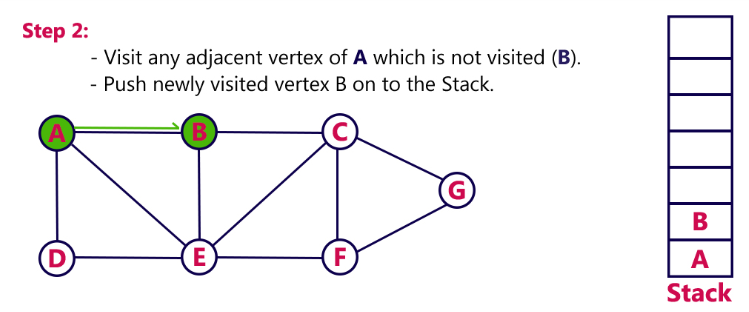 Step 2:
- Visit any adjacent vertex of A which is not visited (B).
- Push newly visited vertex B on to the Stack.
A
B
C
G
D
E
F
B
A
Stack